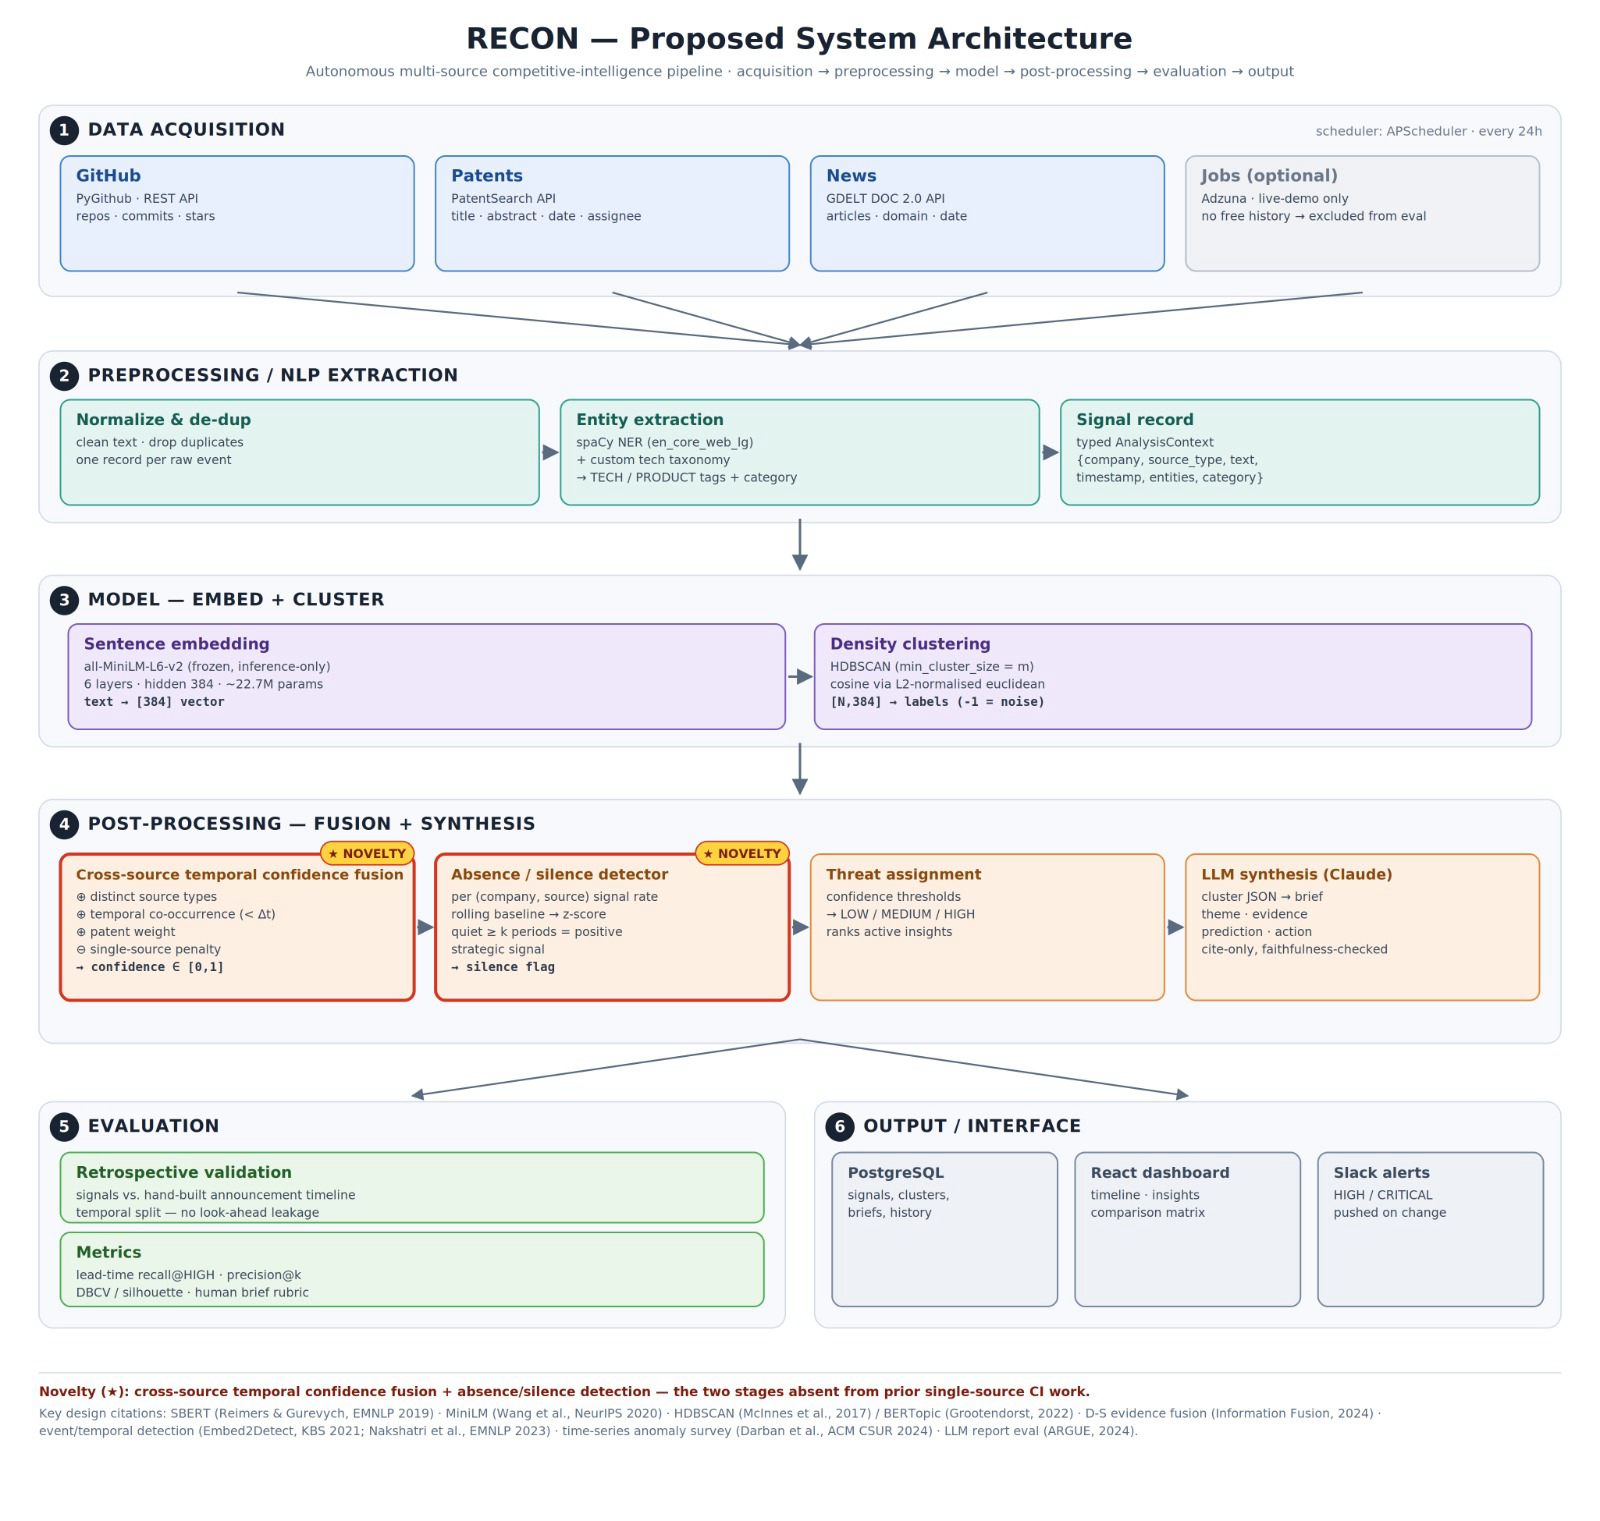 RECON — Proposed System Architecture
Autonomous multi-source competitive-intelligence pipeline · acquisition → preprocessing → model → post-processing → evaluation → output
1 DATA ACQUISITION
scheduler: APScheduler · every 24h
GitHub
PyGithub · REST API
repos · commits · stars
Patents
PatentSearch API
title · abstract · date · assignee
News
GDELT DOC 2.0 API
articles · domain · date
Jobs (optional)
Adzuna · live-demo only
no free history → excluded from eval
2 PREPROCESSING / NLP EXTRACTION
Normalize & de-dup
clean text · drop duplicates
one record per raw event
Entity extraction
spaCy NER (en_core_web_lg)
+ custom tech taxonomy
→ TECH / PRODUCT tags + category
Signal record
typed AnalysisContext
{company, source_type, text,
timestamp, entities, category}
3 MODEL — EMBED + CLUSTER
Sentence embedding
all-MiniLM-L6-v2 (frozen, inference-only)
6 layers · hidden 384 · ~22.7M params
text → [384] vector
Density clustering
HDBSCAN (min_cluster_size = m)
cosine via L2-normalised euclidean
[N,384] → labels (-1 = noise)
4 POST-PROCESSING — FUSION + SYNTHESIS
★ NOVELTY
Cross-source temporal confidence fusion
⊕ distinct source types
⊕ temporal co-occurrence (< Δt)
⊕ patent weight
⊖ single-source penalty
→ confidence ∈ [0,1]
★ NOVELTY
Absence / silence detector
per (company, source) signal rate
rolling baseline → z-score
quiet ≥ k periods = positive
strategic signal
→ silence flag
Threat assignment
confidence thresholds
→ LOW / MEDIUM / HIGH
ranks active insights
LLM synthesis (Claude)
cluster JSON → brief
theme · evidence
prediction · action
cite-only, faithfulness-checked
5 EVALUATION
Retrospective validation
signals vs. hand-built announcement timeline
temporal split — no look-ahead leakage
Metrics
lead-time recall@HIGH · precision@k
DBCV / silhouette · human brief rubric
6 OUTPUT / INTERFACE
PostgreSQL
signals, clusters,
briefs, history
React dashboard
timeline · insights
comparison matrix
Slack alerts
HIGH / CRITICAL
pushed on change
Novelty (★): cross-source temporal confidence fusion + absence/silence detection — the two stages absent from prior single-source CI work.
Key design citations: SBERT (Reimers & Gurevych, EMNLP 2019) · MiniLM (Wang et al., NeurIPS 2020) · HDBSCAN (McInnes et al., 2017) / BERTopic (Grootendorst, 2022) · D-S evidence fusion (Information Fusion, 2024) ·
event/temporal detection (Embed2Detect, KBS 2021; Nakshatri et al., EMNLP 2023) · time-series anomaly survey (Darban et al., ACM CSUR 2024) · LLM report eval (ARGUE, 2024).